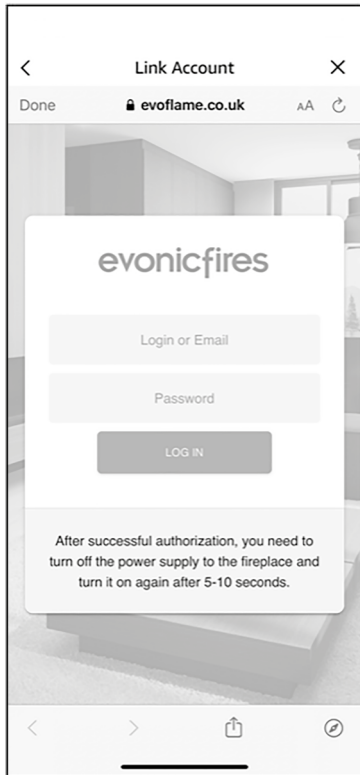 Link Account
Done evoflame.co.uk AA
evonicfires
Login or Email
Password
LOG IN
After successful authorization, you need to
turn off the power supply to the fireplace and
turn it on again after 5-10 seconds.